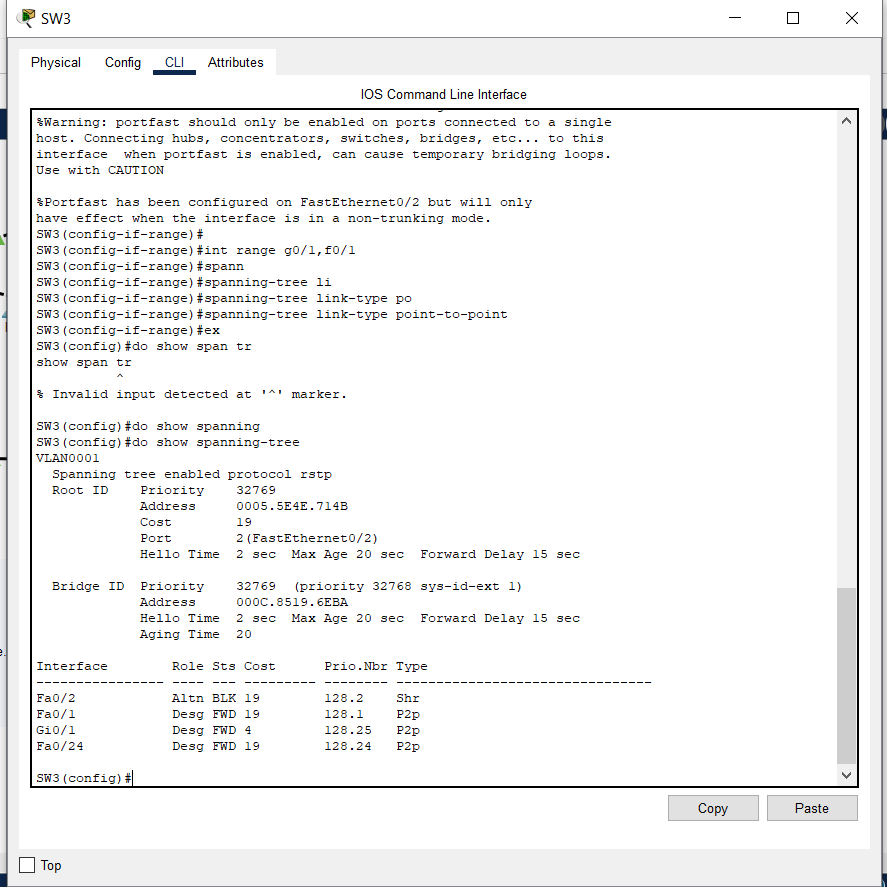 SW3
Physical Config CLI Attributes
IOS Command Line Interface
%Warning: portfast should only be enabled on ports connected to a single
host. Connecting hubs, concentrators, switches, bridges, etc... to this
interface  when portfast is enabled, can cause temporary bridging loops.
Use with CAUTION
%Portfast has been configured on FastEthernet0/2 but will only
have effect when the interface is in a non-trunking mode.
SW3(config-if-range)#
SW3(config-if-range)#int range g0/1,f0/1
SW3(config-if-range)#spann
SW3(config-if-range)#spanning-tree li
SW3(config-if-range)#spanning-tree link-type po
SW3(config-if-range)#spanning-tree link-type point-to-point
SW3(config-if-range)#ex
SW3(config)#do show span tr
show span tr
^
% Invalid input detected at '^' marker.
SW3(config)#do show spanning
SW3(config)#do show spanning-tree
VLAN0001
  Spanning tree enabled protocol rstp
  Root ID    Priority    32769
             Address     0005.5E4E.714B
             Cost        19
             Port        2(FastEthernet0/2)
             Hello Time  2 sec  Max Age 20 sec  Forward Delay 15 sec
  Bridge ID  Priority    32769  (priority 32768 sys-id-ext 1)
             Address     000C.8519.6EBA
             Hello Time  2 sec  Max Age 20 sec  Forward Delay 15 sec
             Aging Time  20
Interface        Role Sts Cost      Prio.Nbr Type
---------------- ---- --- --------- -------- --------------------------------
Fa0/2            Altn BLK 19        128.2    Shr
Fa0/1            Desg FWD 19        128.1    P2p
Gi0/1            Desg FWD 4         128.25   P2p
Fa0/24           Desg FWD 19        128.24   P2p
SW3(config)#
Copy Paste
Top